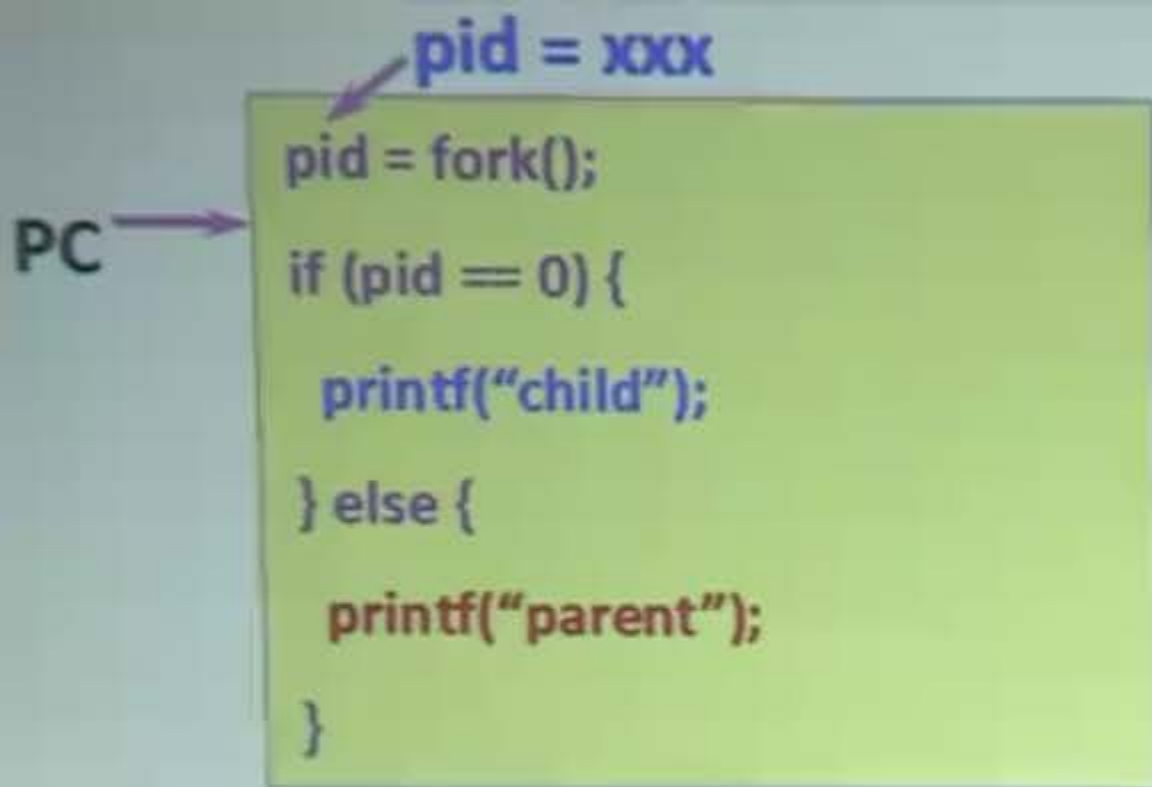 pid = xxx
pid = fork();
PC
if (pid == 0) {
printf(“child”);
} else {
printf(“parent”);
}